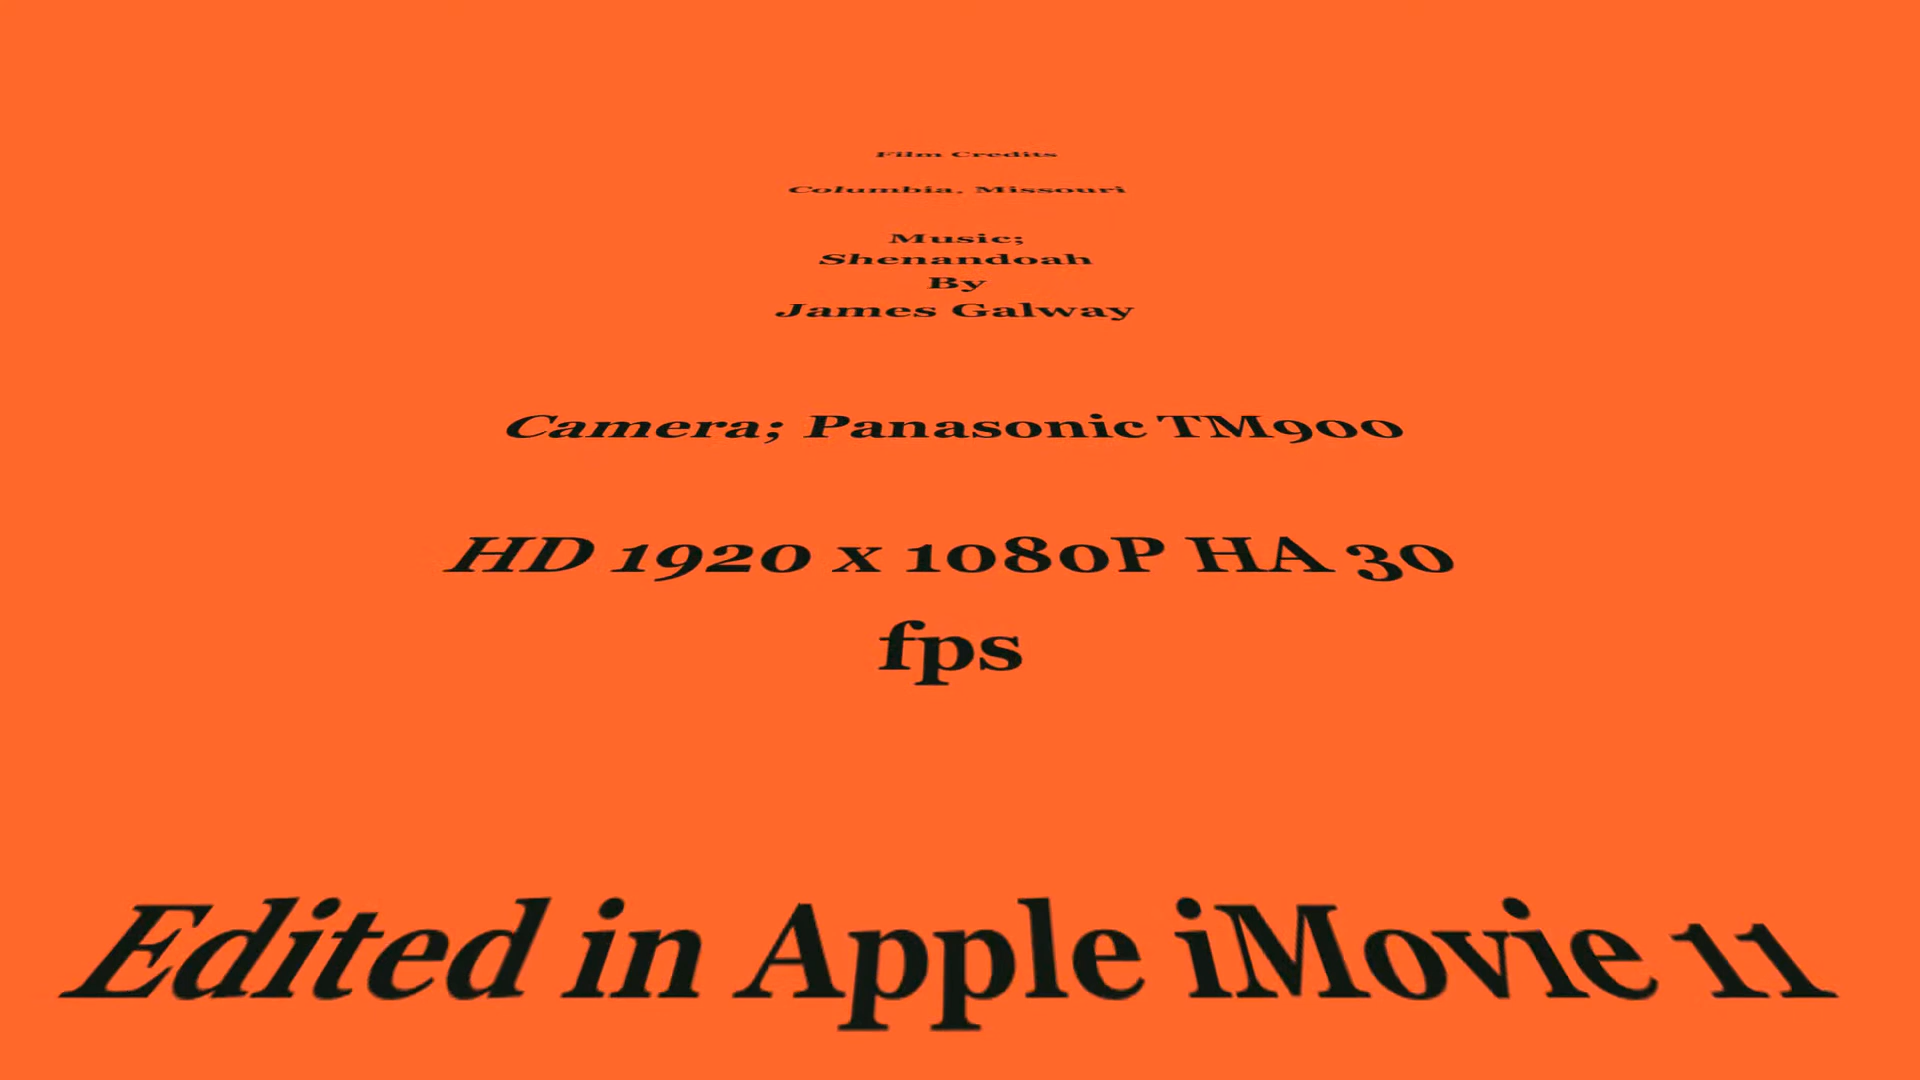 Film Credits
Columbia, Missouri
Music;
Shenandoah
By
James Galway
Camera; Panasonic TM900
HD 1920 x 1080P HA 30
fps
Edited in Apple iMovie 11